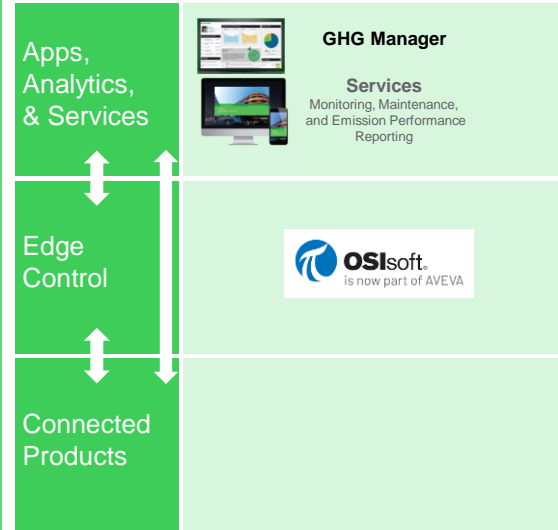 Apps,
Analytics,
& Services
GHG Manager
Services
Monitoring, Maintenance,
and Emission Performance
Reporting
Edge
Control
OSIsoft.
is now part of AVEVA
Connected
Products